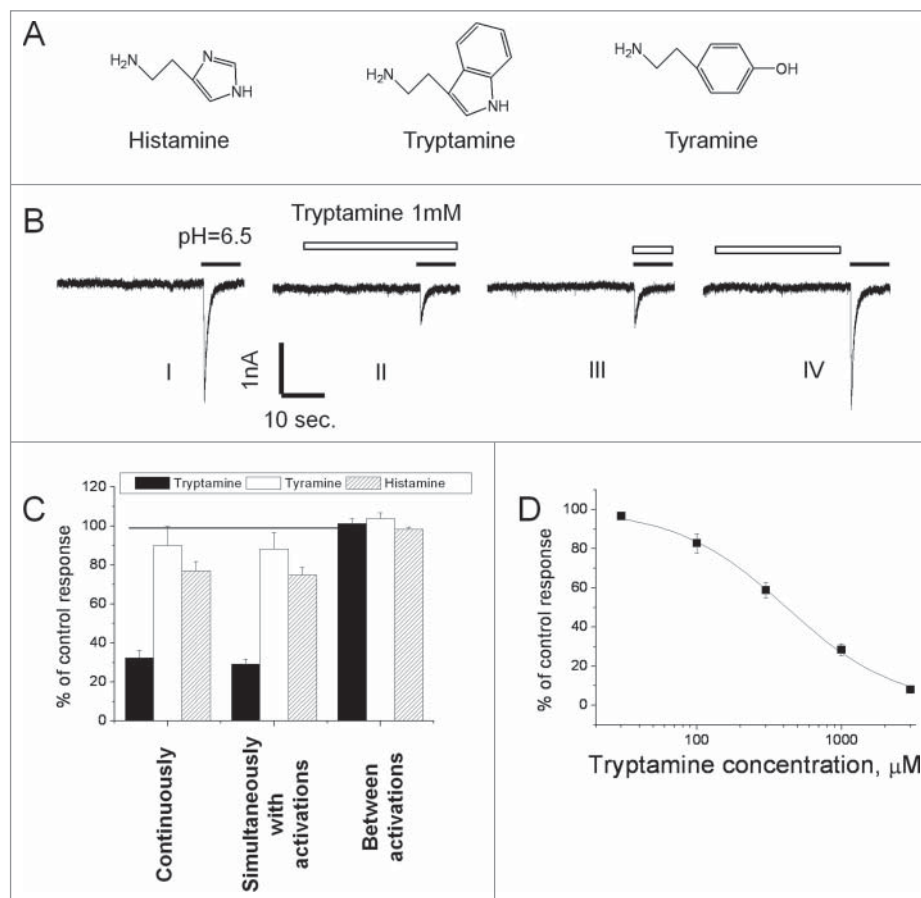 A
H₂N
N
NH
Histamine
H₂N
NH
Tryptamine
H₂N
OH
Tyramine
B
pH=6.5
Tryptamine 1mM
I
II
III
IV
1nA
10 sec.
C
Tryptamine
Tyramine
Histamine
% of control response
120
100
80
60
40
20
0
Continuously
Simultaneously
with
activations
Between
activations
D
% of control response
100
80
60
40
20
0
100
1000
Tryptamine concentration, μM